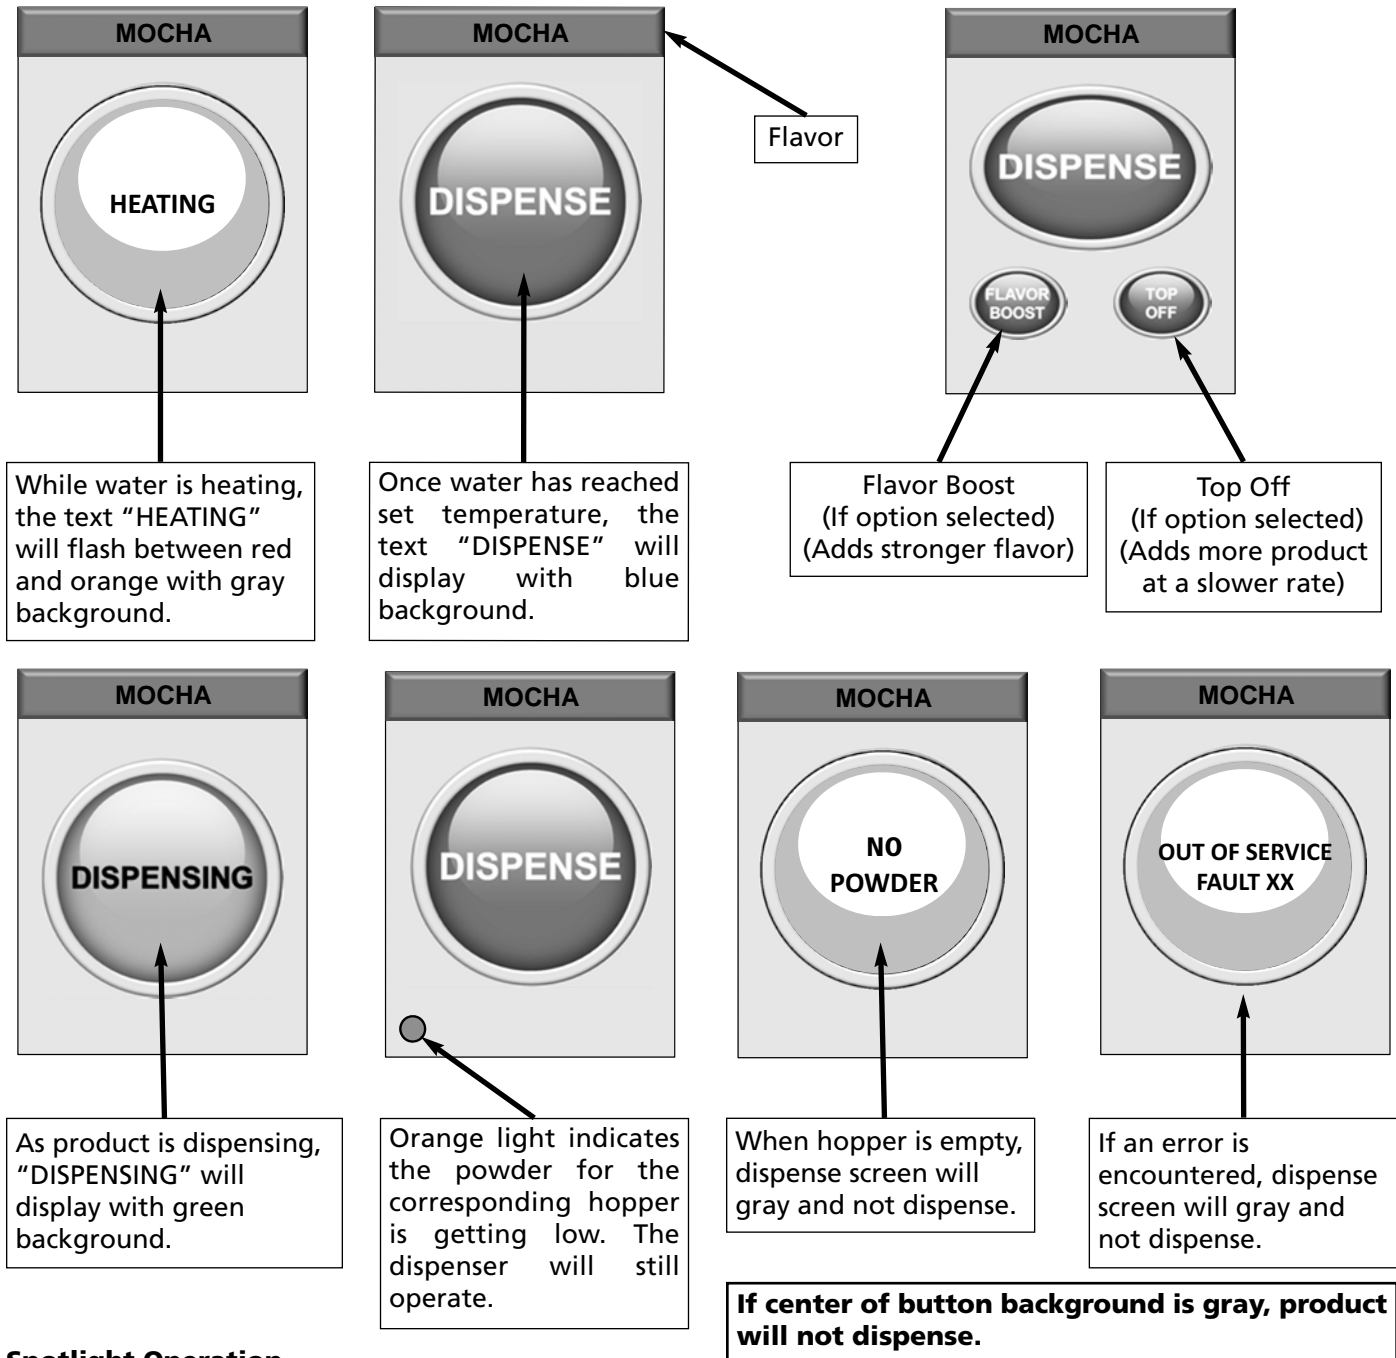 MOCHA
HEATING
MOCHA
DISPENSE
Flavor
MOCHA
DISPENSE
FLAVOR
BOOST
TOP
OFF
While water is heating,
the text “HEATING”
will flash between red
and orange with gray
background.
Once water has reached
set temperature, the
text “DISPENSE” will
display with blue
background.
Flavor Boost
(If option selected)
(Adds stronger flavor)
Top Off
(If option selected)
(Adds more product
at a slower rate)
MOCHA
DISPENSING
MOCHA
DISPENSE
MOCHA
NO
POWDER
MOCHA
OUT OF SERVICE
FAULT XX
As product is dispensing,
“DISPENSING” will
display with green
background.
Orange light indicates
the powder for the
corresponding hopper
is getting low. The
dispenser will still
operate.
When hopper is empty,
dispense screen will
gray and not dispense.
If an error is
encountered, dispense
screen will gray and
not dispense.
If center of button background is gray, product
will not dispense.
Spotlight Operation